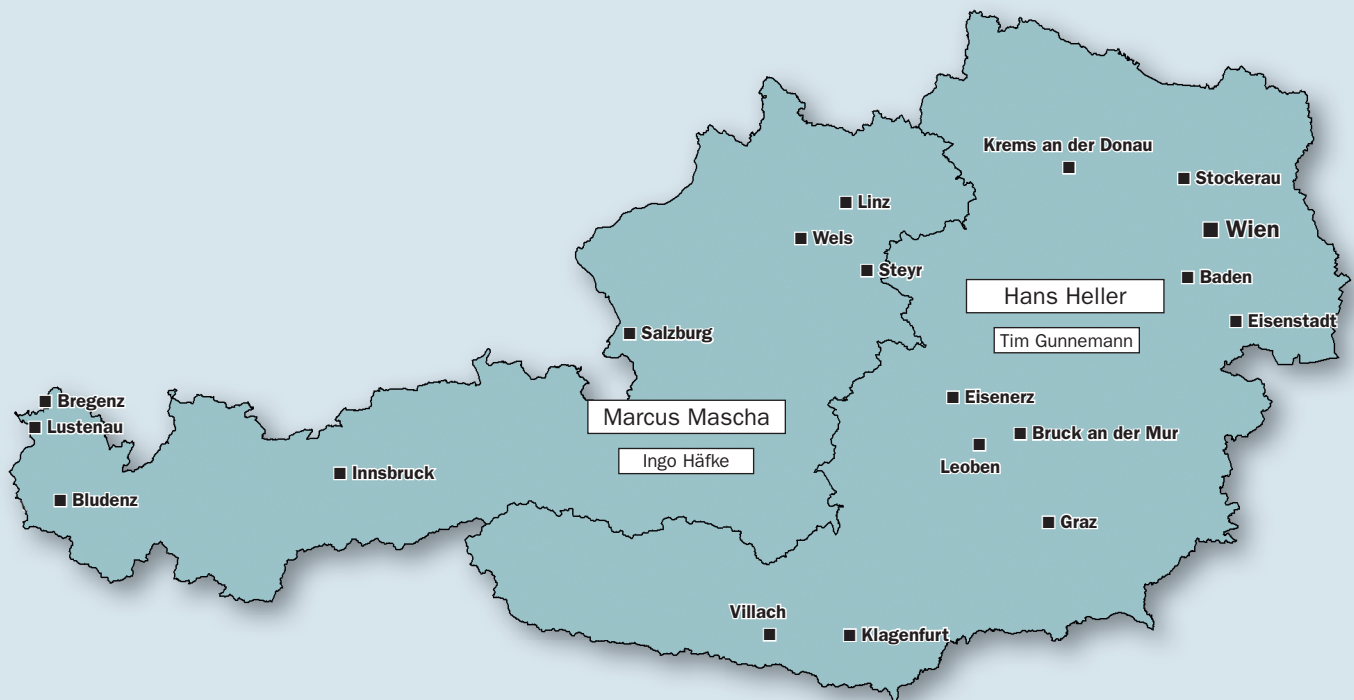 Krems an der Donau
Stockerau
Linz
Wien
Wels
Steyr
Baden
Hans Heller
Eisenstadt
Salzburg
Tim Gunnemann
Eisenerz
Bregenz
Marcus Mascha
Lustenau
Bruck an der Mur
Ingo Häfke
Leoben
Innsbruck
Bludenz
Graz
Villach
Klagenfurt